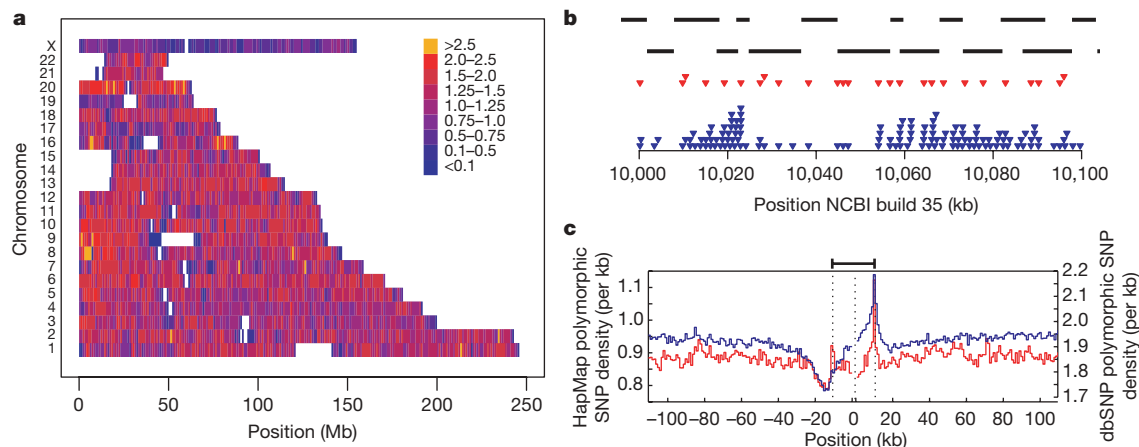 a
X
22
21
20
19
18
17
16
15
14
13
12
11
10
9
8
7
6
5
4
3
2
1
Chromosome
0 50 100 150 200 250
Position (Mb)
>2.5
2.0–2.5
1.5–2.0
1.25–1.5
1.0–1.25
0.75–1.0
0.5–0.75
0.1–0.5
<0.1
b
10,000 10,020 10,040 10,060 10,080 10,100
Position NCBI build 35 (kb)
c
HapMap polymorphic
SNP density (per kb)
1.1
1.0
0.9
0.8
−100 −80 −60 −40 −20 0 20 40 60 80 100
Position (kb)
2.2
2.1
2.0
1.9
1.8
1.7
dbSNP polymorphic SNP
density (per kb)